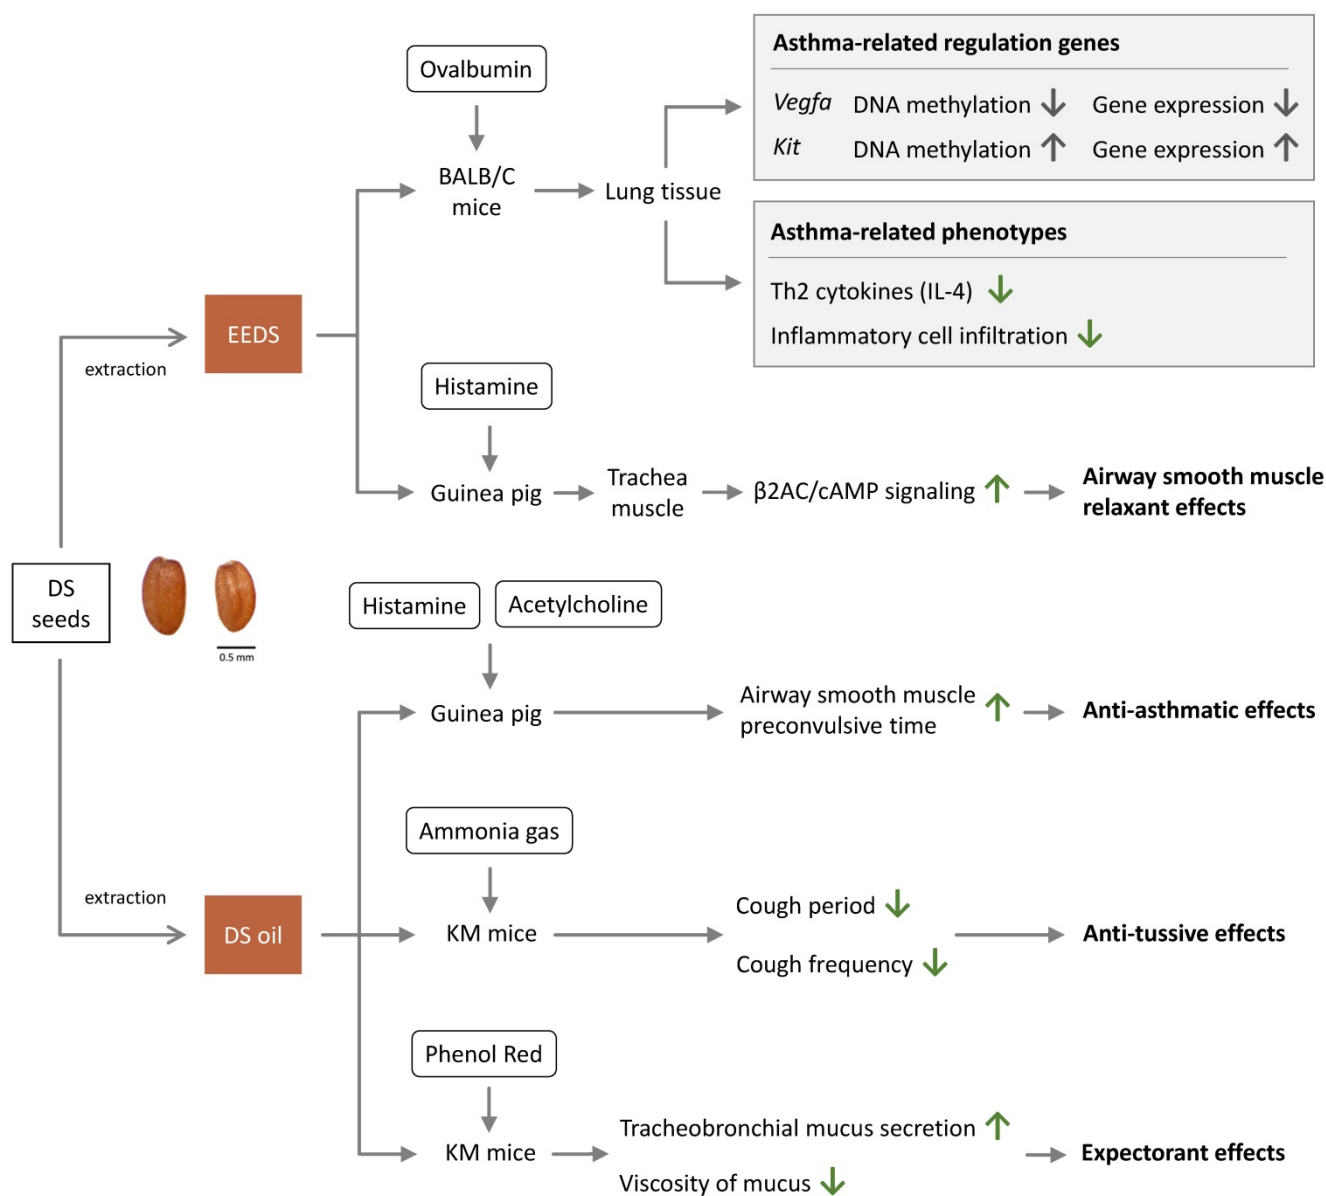 Ovalbumin
BALB/C
mice
Lung tissue
Asthma-related regulation genes
Vegfa DNA methylation ↓ Gene expression ↓
Kit DNA methylation ↑ Gene expression ↑
Asthma-related phenotypes
Th2 cytokines (IL-4) ↓
Inflammatory cell infiltration ↓
EEDS
extraction
Histamine
Guinea pig
Trachea
muscle
β2AC/cAMP signaling ↑
Airway smooth muscle
relaxant effects
DS
seeds
0.5 mm
Histamine
Acetylcholine
Guinea pig
Airway smooth muscle
preconvulsive time ↑
Anti-asthmatic effects
extraction
DS oil
Ammonia gas
KM mice
Cough period ↓
Cough frequency ↓
Anti-tussive effects
Phenol Red
KM mice
Tracheobronchial mucus secretion ↑
Viscosity of mucus ↓
Expectorant effects